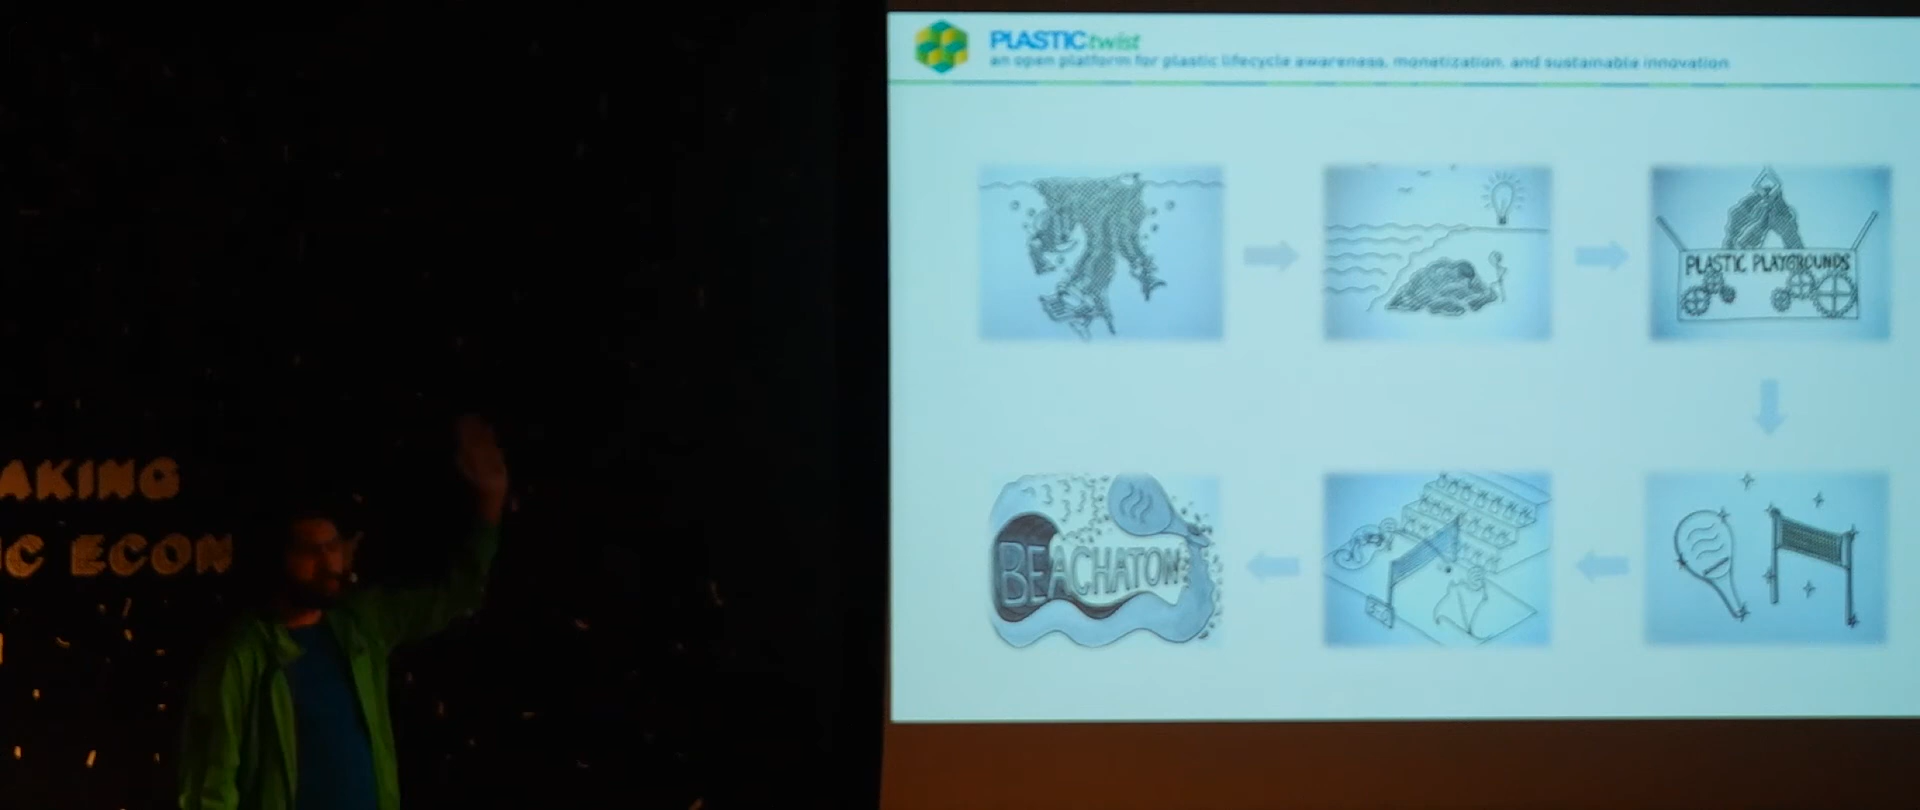 PLASTICtwist
an open platform for plastic lifecycle awareness, monetization, and sustainable innovation
PLASTIC PLAYGROUNDS
BEACHATON
AKING
C ECON